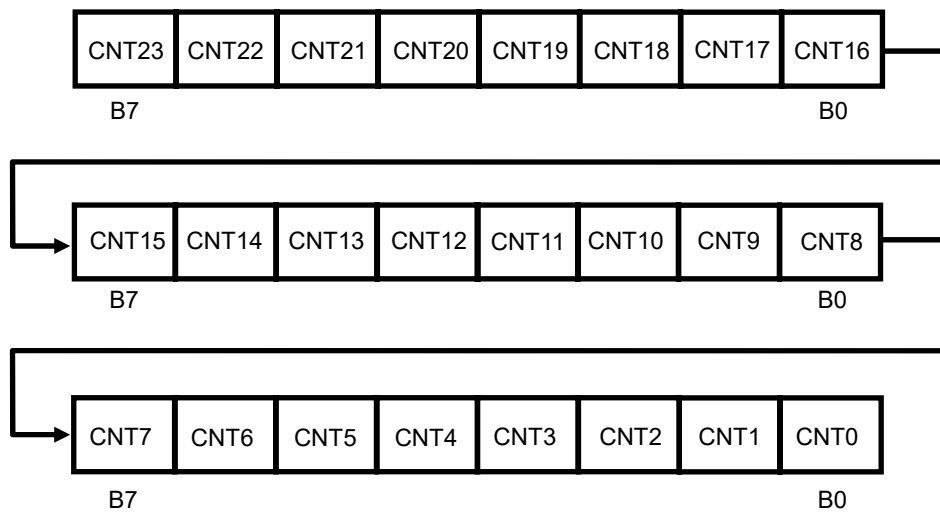 CNT23 CNT22 CNT21 CNT20 CNT19 CNT18 CNT17 CNT16
B7 B0
CNT15 CNT14 CNT13 CNT12 CNT11 CNT10 CNT9 CNT8
B7 B0
CNT7 CNT6 CNT5 CNT4 CNT3 CNT2 CNT1 CNT0
B7 B0